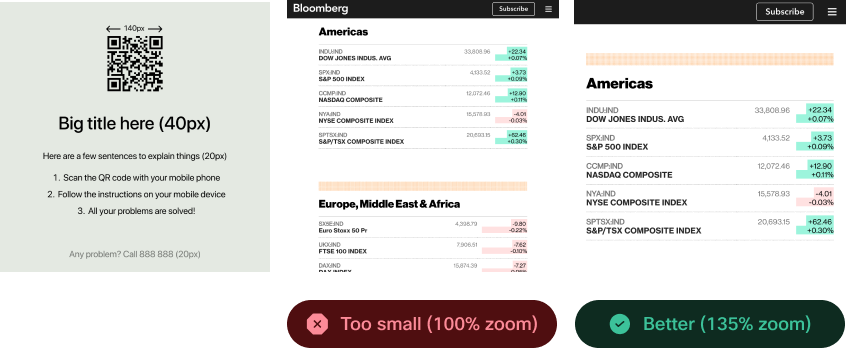 140px
Big title here (40px)
Here are a few sentences to explain things (20px)
1. Scan the QR code with your mobile phone
2. Follow the instructions on your mobile device
3. All your problems are solved!
Any problem? Call 888 888 (20px)
Bloomberg
Subscribe
Americas
INDU:IND 33,808.96 +22.34
DOW JONES INDUS. AVG +0.07%
SPX:IND 4,133.52 +3.73
S&P 500 INDEX +0.09%
CCMP:IND 12,072.46 +12.90
NASDAQ COMPOSITE +0.11%
NYA:IND 15,578.93 -4.01
NYSE COMPOSITE INDEX -0.03%
SPTSX:IND 20,693.15 +62.46
S&P/TSX COMPOSITE INDEX +0.30%
Europe, Middle East & Africa
SX5E:IND 4,398.79 -9.80
Euro Stoxx 50 Pr -0.22%
UKX:IND -7.62
FTSE 100 INDEX -0.10%
DAX:IND 15,874.39 -7.27
DAX INDEX
Too small (100% zoom)
Subscribe
Americas
INDU:IND 33,808.96 +22.34
DOW JONES INDUS. AVG +0.07%
SPX:IND 4,133.52 +3.73
S&P 500 INDEX +0.09%
CCMP:IND 12,072.46 +12.90
NASDAQ COMPOSITE +0.11%
NYA:IND 15,578.93 -4.01
NYSE COMPOSITE INDEX -0.03%
SPTSX:IND 20,693.15 +62.46
S&P/TSX COMPOSITE INDEX +0.30%
Better (135% zoom)